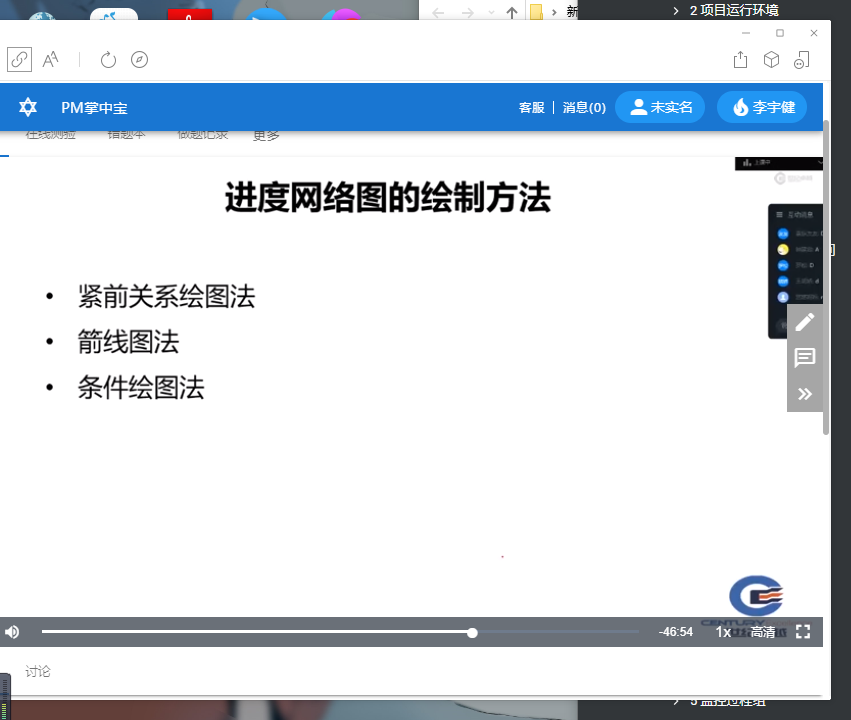 新
2 项目运行环境
PM掌中宝
客服
消息(0)
未实名
李宇健
在线测验
错题本
做题记录
更多
进度网络图的绘制方法
• 紧前关系绘图法
• 箭线图法
• 条件绘图法
CENTURY
-46:54
1x
高清
讨论
5 监控过程组